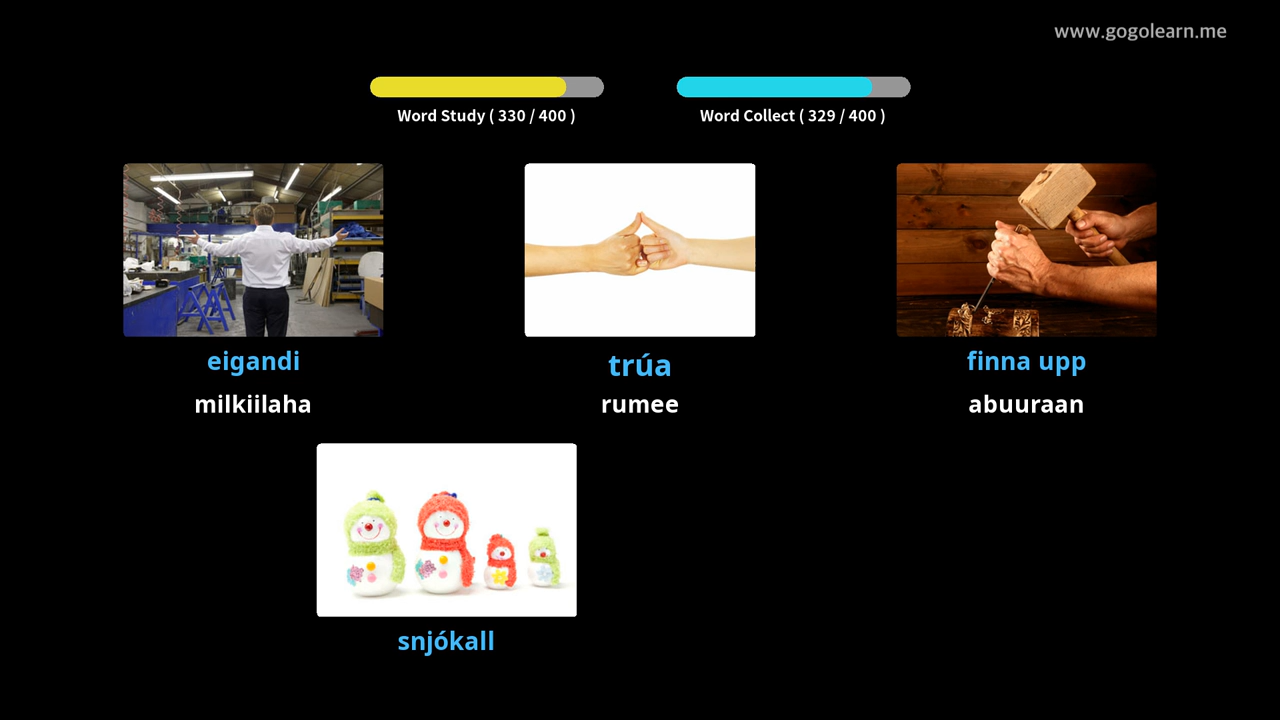 www.gogolearn.me
Word Study ( 330 / 400 )
Word Collect ( 329 / 400 )
eigandi
milkiilaha
trúa
rumee
finna upp
abuuraan
snjókall